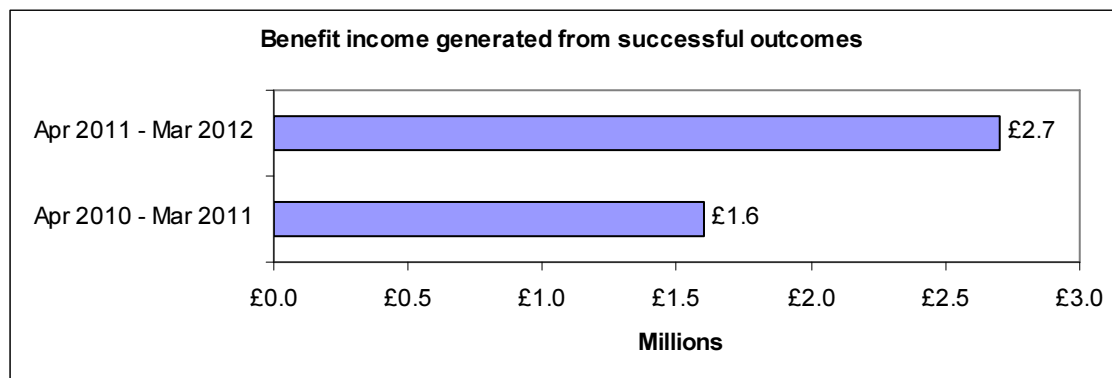 Benefit income generated from successful outcomes
Apr 2011 - Mar 2012
£2.7
Apr 2010 - Mar 2011
£1.6
£0.0 £0.5 £1.0 £1.5 £2.0 £2.5 £3.0
Millions